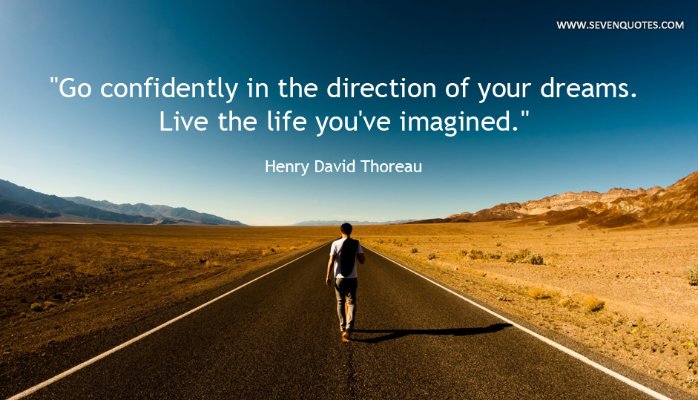 WWW.SEVENQUOTES.COM
"Go confidently in the direction of your dreams.
Live the life you've imagined."
Henry David Thoreau